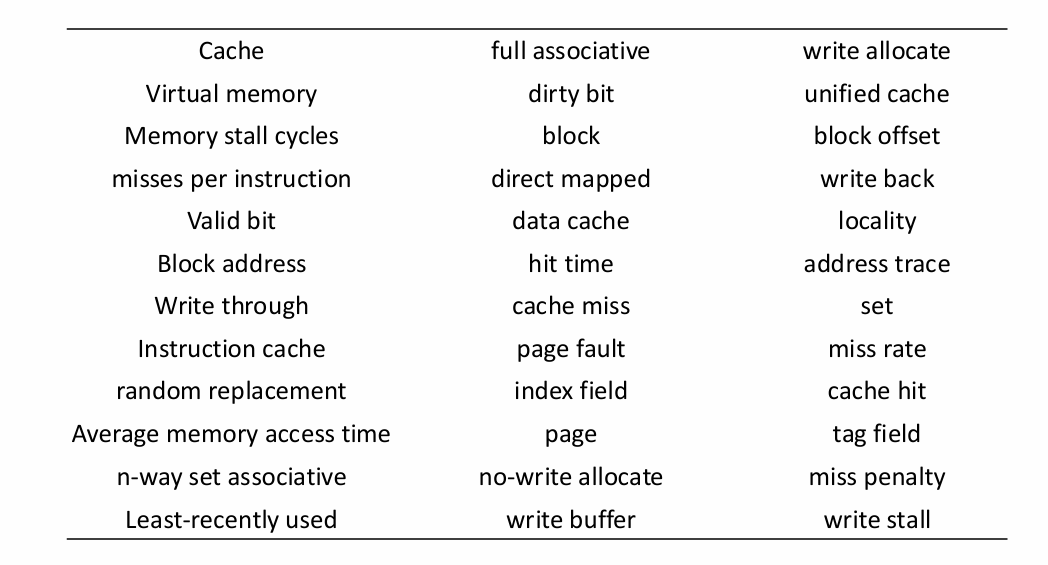 Cache full associative write allocate
Virtual memory dirty bit unified cache
Memory stall cycles block block offset
misses per instruction direct mapped write back
Valid bit data cache locality
Block address hit time address trace
Write through cache miss set
Instruction cache page fault miss rate
random replacement index field cache hit
Average memory access time page tag field
n-way set associative no-write allocate miss penalty
Least-recently used write buffer write stall